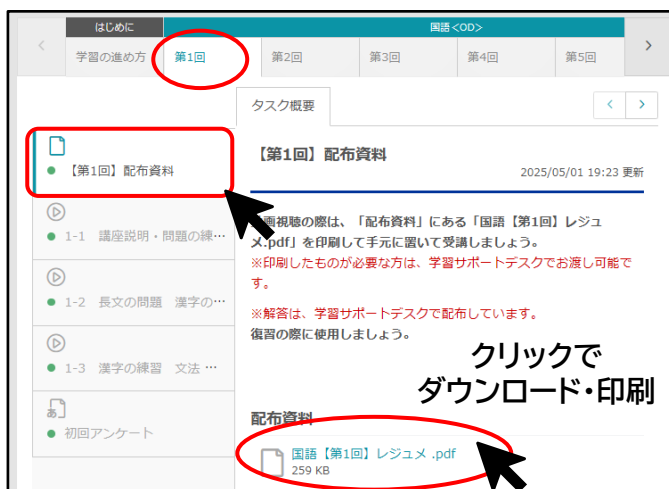 はじめに
国語<OD>
学習の進め方
第1回
第2回
第3回
第4回
第5回
タスク概要
【第1回】配布資料
1-1 講座説明・問題の練…
1-2 長文の問題 漢字の…
1-3 漢字の練習 文法 …
初回アンケート
【第1回】配布資料
2025/05/01 19:23 更新
画視聴の際は、「配布資料」にある「国語【第1回】レジュ
メ.pdf」を印刷して手元に置いて受講しましょう。
※印刷したものが必要な方は、学習サポートデスクでお渡し可能で
す。
※解答は、学習サポートデスクで配布しています。
復習の際に使用しましょう。
クリックで
ダウンロード・印刷
配布資料
国語【第1回】レジュメ .pdf
259 KB